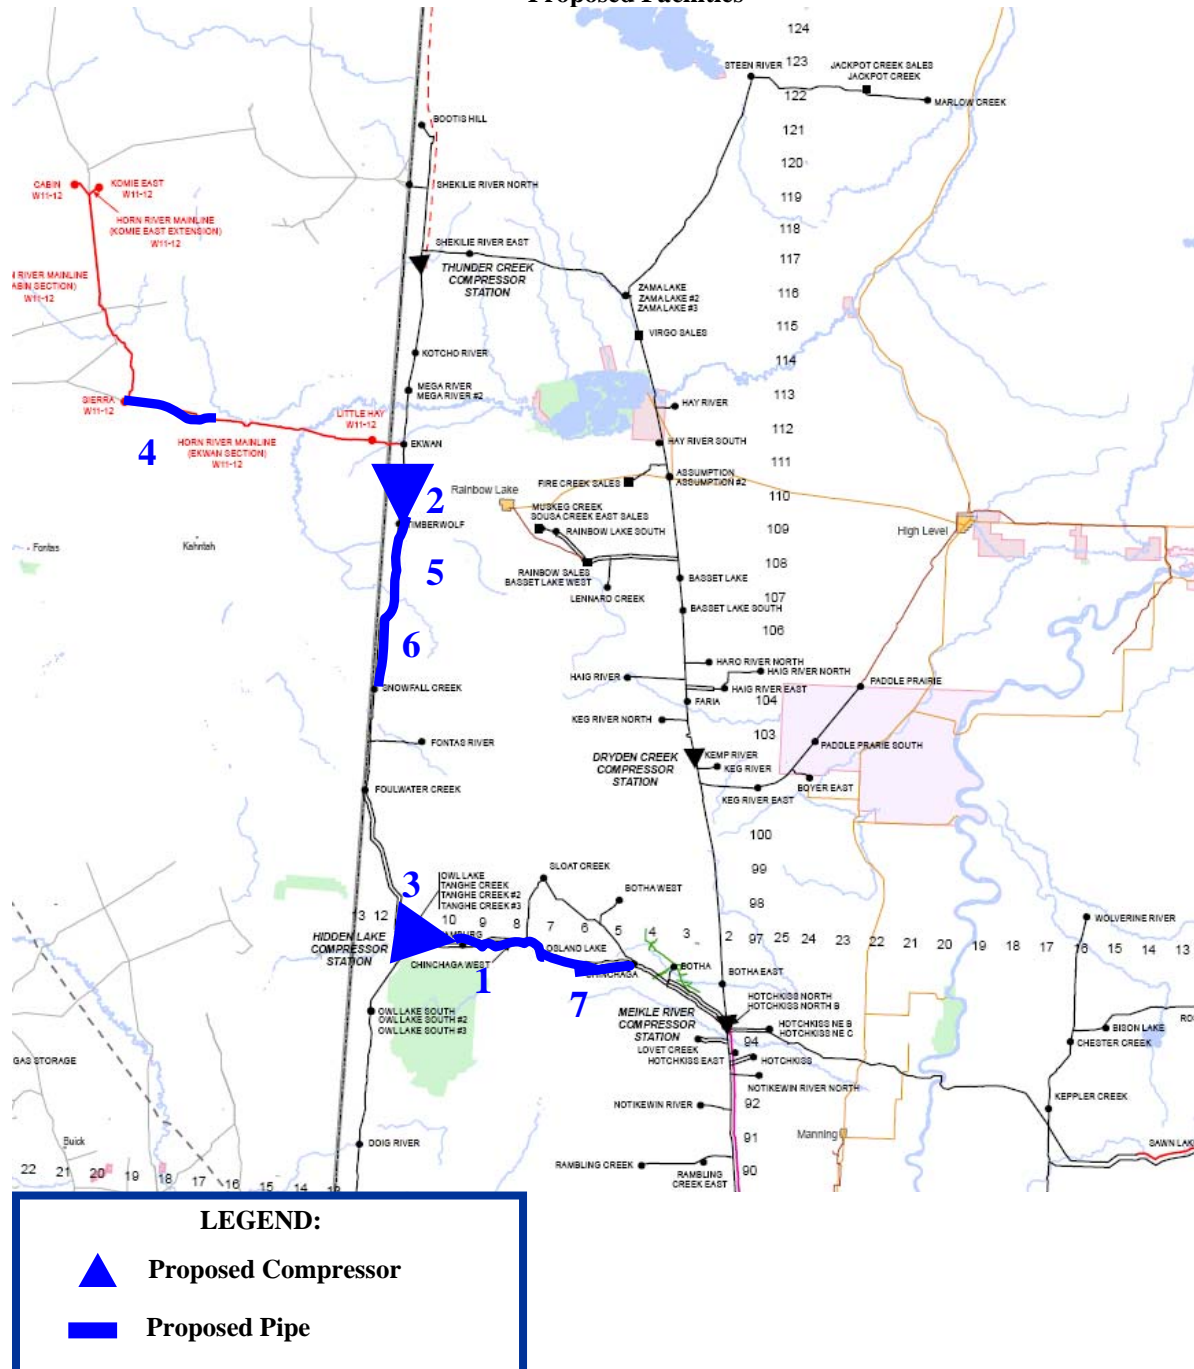 Proposed Facilities
124
123
122
121
120
119
118
117
116
115
114
113
112
111
110
109
108
107
106
104
103
100
99
98
STEEN RIVER
JACKPOT CREEK SALES
JACKPOT CREEK
MARLOW CREEK
BOOTIS HILL
CABIN
W11-12
KOMIE EAST
W11-12
SHEKILIE RIVER NORTH
HORN RIVER MAINLINE
(KOMIE EAST EXTENSION)
W11-12
SHEKILIE RIVER EAST
THUNDER CREEK
COMPRESSOR
STATION
N RIVER MAINLINE
ABIN SECTION)
W11-12
ZAMA LAKE
ZAMA LAKE #2
ZAMA LAKE #3
VIRGO SALES
KOTCHO RIVER
MEGA RIVER
MEGA RIVER #2
SIERRA
W11-12
LITTLE HAY
W11-12
HAY RIVER
4
HORN RIVER MAINLINE
(EKWAN SECTION)
W11-12
EKWAN
HAY RIVER SOUTH
2
Rainbow Lake
FIRE CREEK SALES
ASSUMPTION
ASSUMPTION #2
MUSKEG CREEK
SOUSA CREEK EAST SALES
RAINBOW LAKE SOUTH
TIMBERWOLF
High Level
Fontas
Kahntah
5
RAINBOW SALES
BASSET LAKE WEST
LENNARD CREEK
BASSET LAKE
BASSET LAKE SOUTH
6
HARO RIVER NORTH
HAIG RIVER NORTH
HAIG RIVER
HAIG RIVER EAST
FARIA
PADDLE PRAIRIE
SNOWFALL CREEK
KEG RIVER NORTH
FONTAS RIVER
PADDLE PRARIE SOUTH
DRYDEN CREEK
COMPRESSOR
STATION
KEMP RIVER
KEG RIVER
BOYER EAST
KEG RIVER EAST
FOULWATER CREEK
SLOAT CREEK
BOTHA WEST
3
OWL LAKE
TANGHE CREEK
TANGHE CREEK #2
TANGHE CREEK #3
13 12 10 9 8 7 6 5 4 3 2 97 25 24 23 22 21 20 19 18 17 16 15 14 13
WOLVERINE RIVER
HIDDEN LAKE
COMPRESSOR
STATION
AMBURG
CHINCHAGA WEST
OSLAND LAKE
CHINCHAGA
BOTHA
BOTHA EAST
1
7
MEIKLE RIVER
COMPRESSOR
STATION
HOTCHKISS NORTH
HOTCHKISS NORTH B
HOTCHKISS NE B
HOTCHKISS NE C
94
OWL LAKE SOUTH
OWL LAKE SOUTH #2
OWL LAKE SOUTH #3
LOVET CREEK
HOTCHKISS EAST
HOTCHKISS
BISON LAKE
RO
CHESTER CREEK
GAS STORAGE
NOTIKEWIN RIVER NORTH
NOTIKEWIN RIVER
92
KEPPLER CREEK
Manning
91
Buick
DOIG RIVER
SAWN LAK
RAMBLING CREEK
RAMBLING
CREEK EAST
90
22 21 20 19 18 17 16 15 14 13
LEGEND:
Proposed Compressor
Proposed Pipe